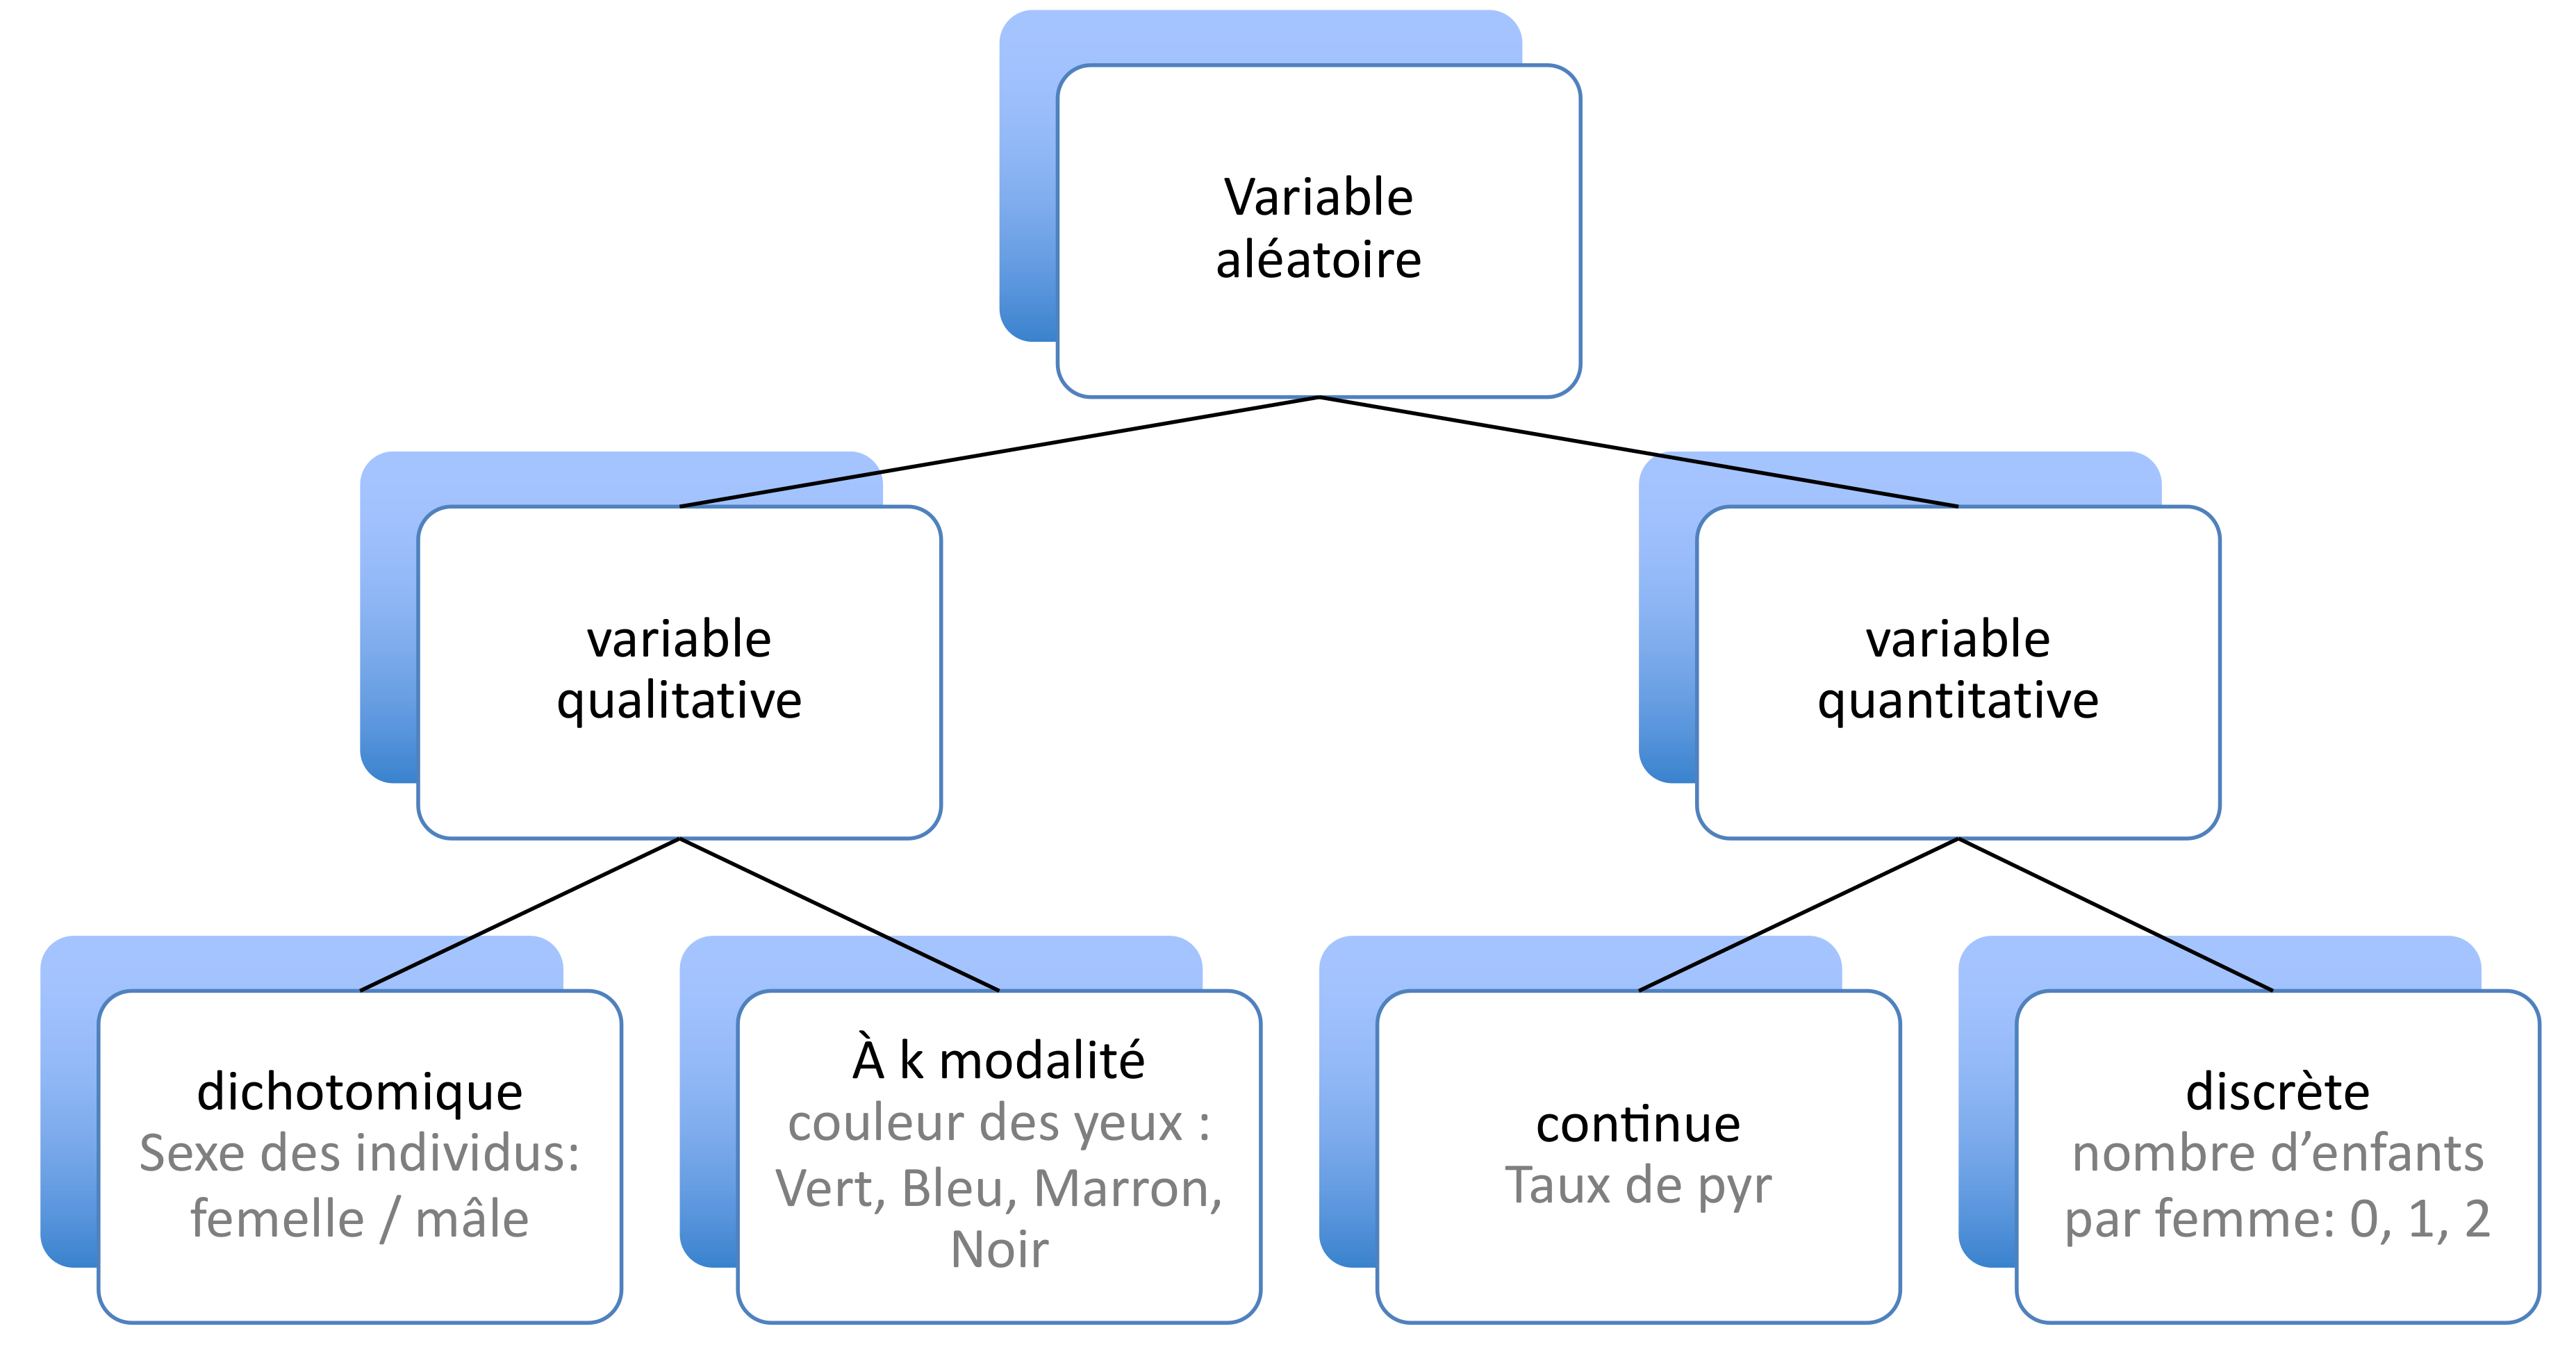 Variable
aléatoire
variable
qualitative
variable
quantitative
dichotomique
Sexe des individus:
femelle / mâle
À k modalité
couleur des yeux :
Vert, Bleu, Marron,
Noir
continue
Taux de pyr
discrète
nombre d’enfants
par femme: 0, 1, 2